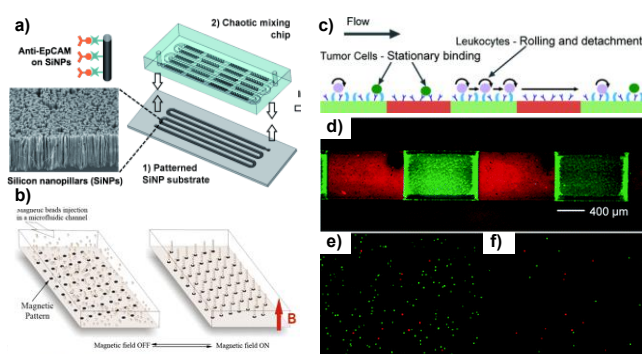 a)
2) Chaotic mixing
chip
Anti-EpCAM
on SiNPs
1) Patterned
SiNP substrate
Silicon nanopillars (SiNPs)
b)
Magnetic beads injection
in a microfluidic channel
Magnetic
Pattern
B
Magnetic field OFF
Magnetic field ON
c)
Flow
Tumor Cells - Stationary binding
Leukocytes - Rolling and detachment
d)
400 µm
e)
f)